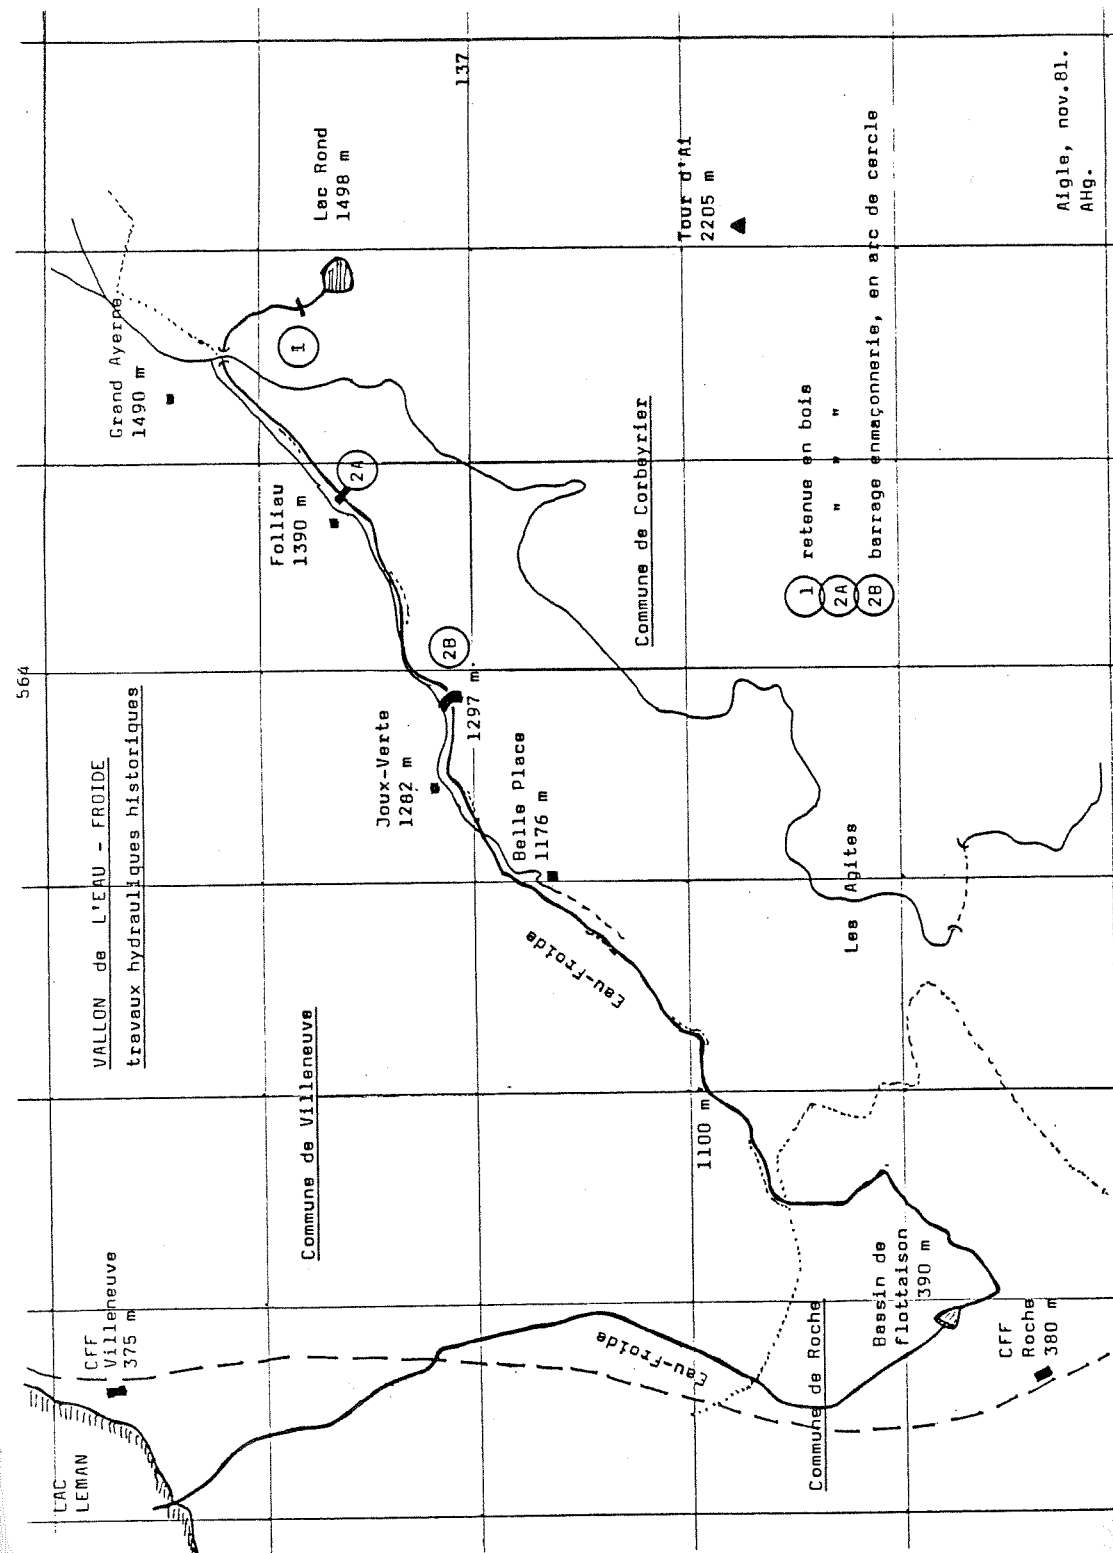 VALLON de L'EAU - FROIDE
travaux hydrauliques historiques
564
137
LAC
LEMAN
CFF
Villeneuve
375 m
Commune de Villeneuve
Grand Ayerne
1490 m
Lac Rond
1498 m
1
Folliau
1390 m
2A
2B
Joux-Verte
1282 m
1297 m.
Belle Place
1176 m
Eau-Froide
Tour d'Aï
2205 m
Commune de Corbeyrier
Les Agites
1100 m
Eau-Froide
Commune de Roche
Bassin de
flottaison
390 m
CFF
Roche
380 m
1 retenue en bois
2A " " "
2B barrage enmaçonnerie, en arc de cercle
Aigle, nov.81.
AHg.